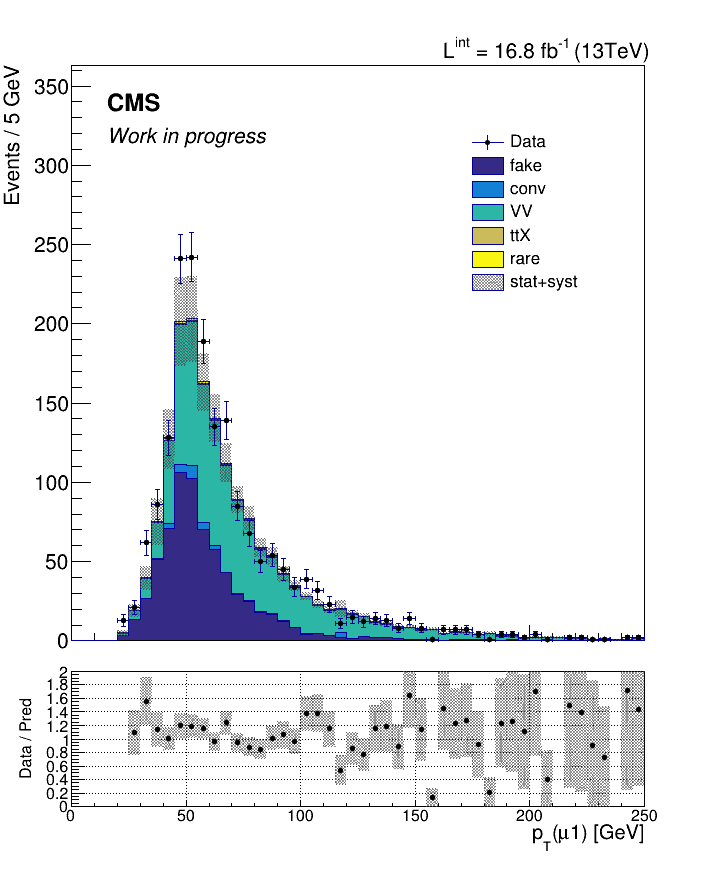 L^int = 16.8 fb^-1 (13TeV)
Events / 5 GeV
350
300
250
200
150
100
50
0
CMS
Work in progress
Data
fake
conv
VV
ttX
rare
stat+syst
Data / Pred
2
1.8
1.6
1.4
1.2
1
0.8
0.6
0.4
0.2
0
0 50 100 150 200 250
p_T(μ1) [GeV]